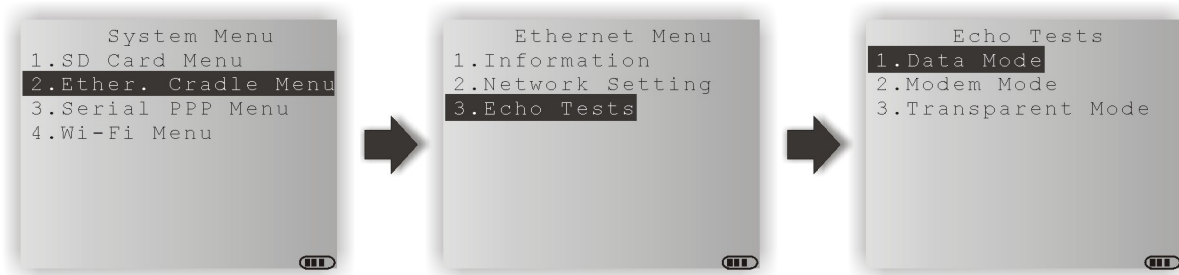 System Menu
1.SD Card Menu
2.Ether. Cradle Menu
3.Serial PPP Menu
4.Wi-Fi Menu
Ethernet Menu
1.Information
2.Network Setting
3.Echo Tests
Echo Tests
1.Data Mode
2.Modem Mode
3.Transparent Mode